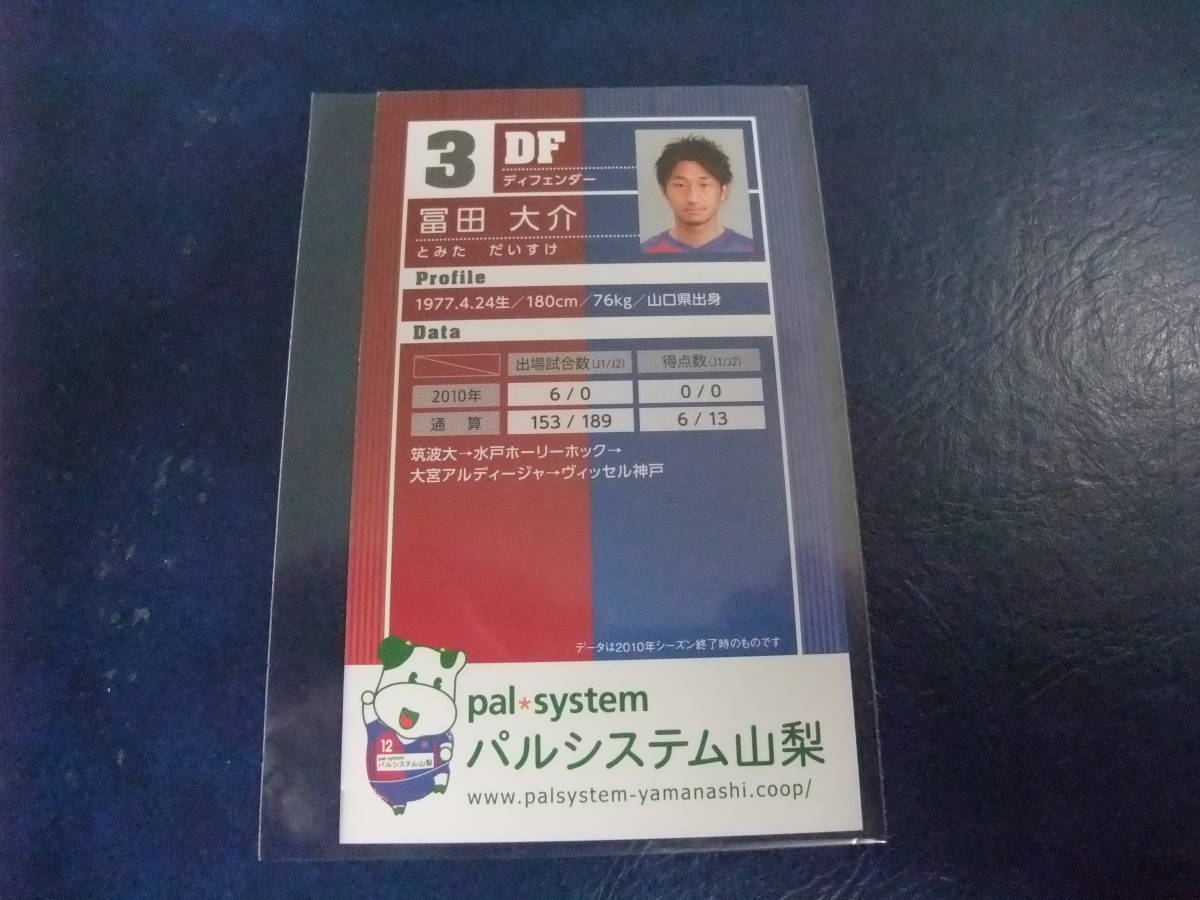 3
DF
ディフェンダー
冨田 大介
とみた だいすけ
Profile
1977.4.24生／180cm／76kg／山口県出身
Data
出場試合数(J1/J2) 得点数(J1/J2)
2010年 6 / 0 0 / 0
通 算 153 / 189 6 / 13
筑波大→水戸ホーリーホック→
大宮アルディージャ→ヴィッセル神戸
データは2010年シーズン終了時のものです
pal*system
パルシステム山梨
www.palsystem-yamanashi.coop/
12
pal*system
パルシステム山梨